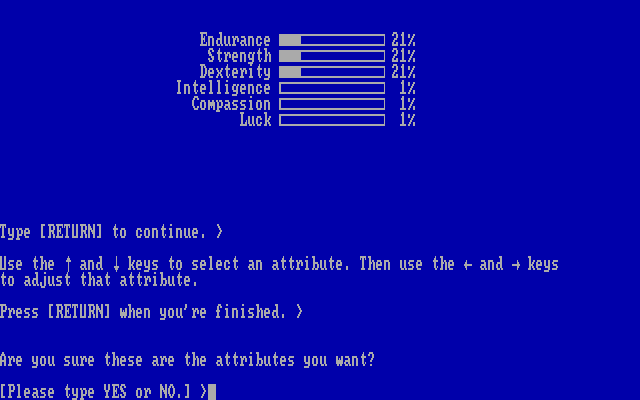 Endurance 21%
Strength 21%
Dexterity 21%
Intelligence 1%
Compassion 1%
Luck 1%
Type [RETURN] to continue. >
Use the ↑ and ↓ keys to select an attribute. Then use the ← and → keys
to adjust that attribute.
Press [RETURN] when you're finished. >
Are you sure these are the attributes you want?
[Please type YES or NO.] >